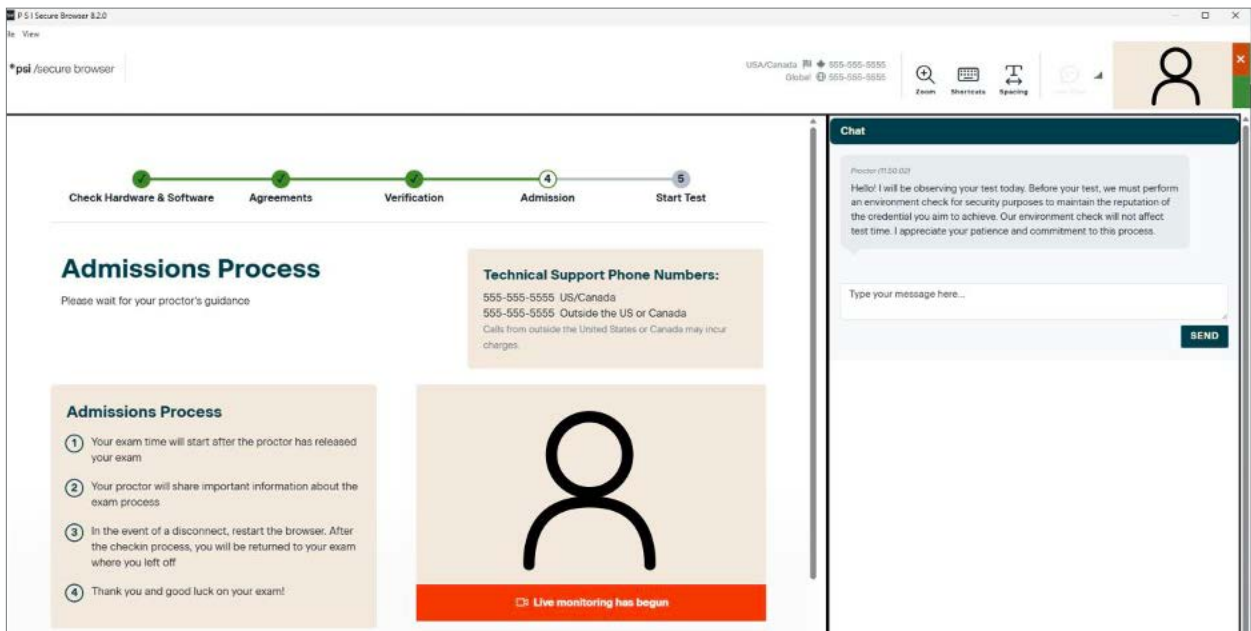 P S I Secure Browser 8.2.0
File View
psi /secure browser
USA/Canada 555-555-5555
Global 555-555-5555
Zoom
Shortcuts
Spacing
Check Hardware & Software
Agreements
Verification
4
Admission
5
Start Test
Admissions Process
Please wait for your proctor's guidance
Technical Support Phone Numbers:
555-555-5555 US/Canada
555-555-5555 Outside the US or Canada
Calls from outside the United States or Canada may incur
charges.
Admissions Process
1 Your exam time will start after the proctor has released
your exam
2 Your proctor will share important information about the
exam process
3 In the event of a disconnect, restart the browser. After
the checkin process, you will be returned to your exam
where you left off
4 Thank you and good luck on your exam!
Live monitoring has begun
Chat
Proctor (11:50:02)
Hello! I will be observing your test today. Before your test, we must perform
an environment check for security purposes to maintain the reputation of
the credential you aim to achieve. Our environment check will not affect
test time. I appreciate your patience and commitment to this process.
Type your message here...
SEND